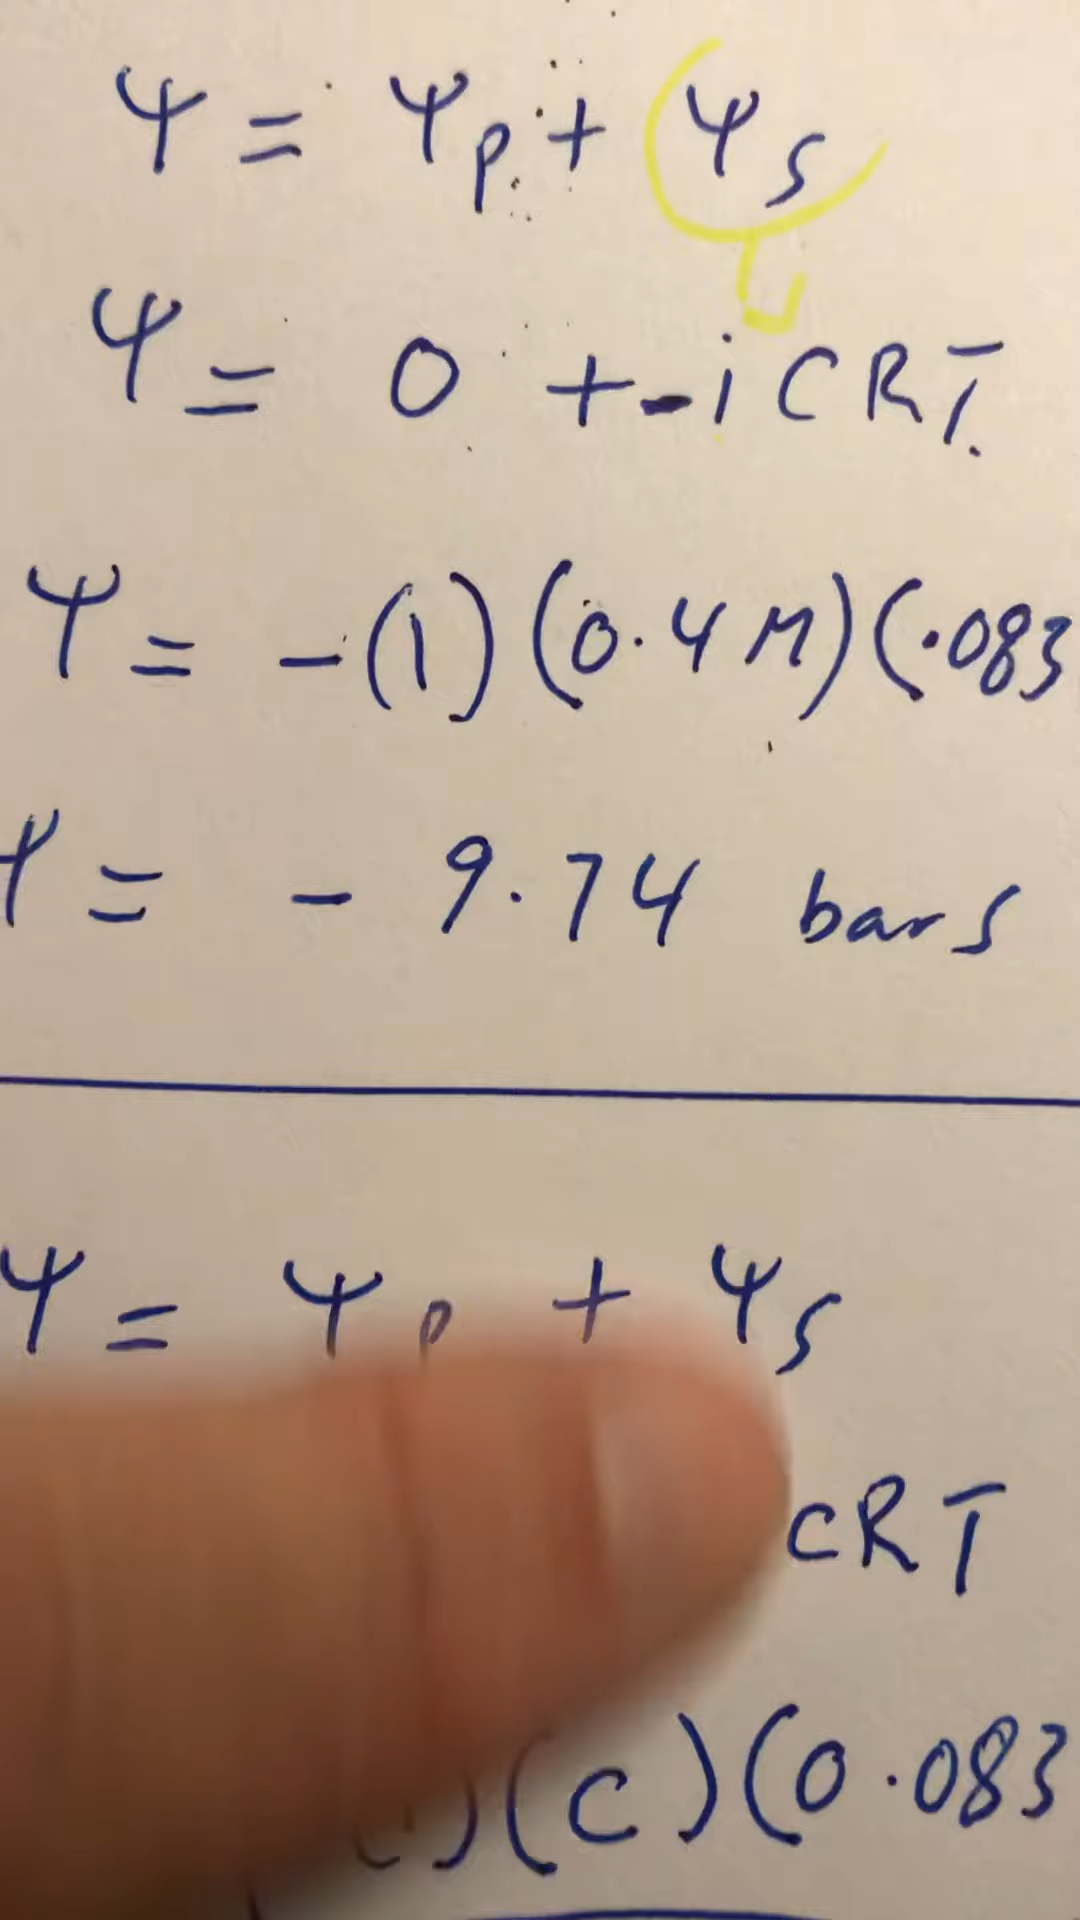 Ψ = Ψp + Ψs
Ψ = 0 + -iCRT
Ψ = -(1)(0.4M)(.083
Ψ = -9.74 bars
Ψ = Ψp + Ψs
CRT
)(C)(0.083